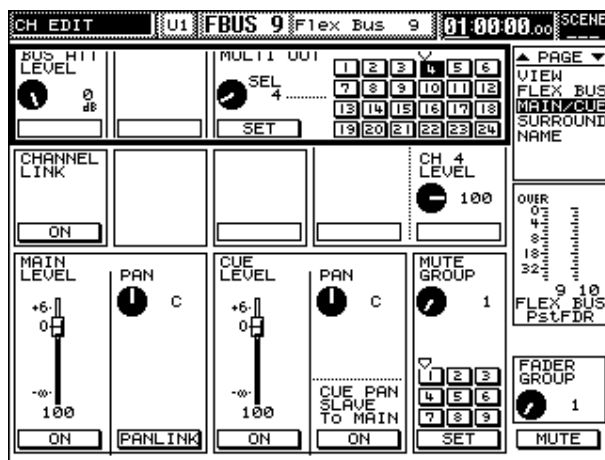 CH EDIT U1 FBUS 9 Flex Bus 9 01:00:00.00 SCENE
BUS ATT LEVEL
0 dB
MULTI OUT
SEL 4
SET
1 2 3 4 5 6
7 8 9 10 11 12
13 14 15 16 17 18
19 20 21 22 23 24
▲ PAGE ▼
VIEW
FLEX BUS
MAIN/CUE
SURROUND
NAME
CHANNEL
LINK
ON
CH 4
LEVEL
100
OVER
0
4
8
18
32
9 10
FLEX BUS
PstFDR
MAIN
LEVEL
+6
0
-∞
100
ON
PAN
C
PANLINK
CUE
LEVEL
+6
0
-∞
100
ON
PAN
C
CUE PAN
SLAVE
To MAIN
ON
MUTE
GROUP
1
1 2 3
4 5 6
7 8 9
SET
FADER
GROUP
1
MUTE